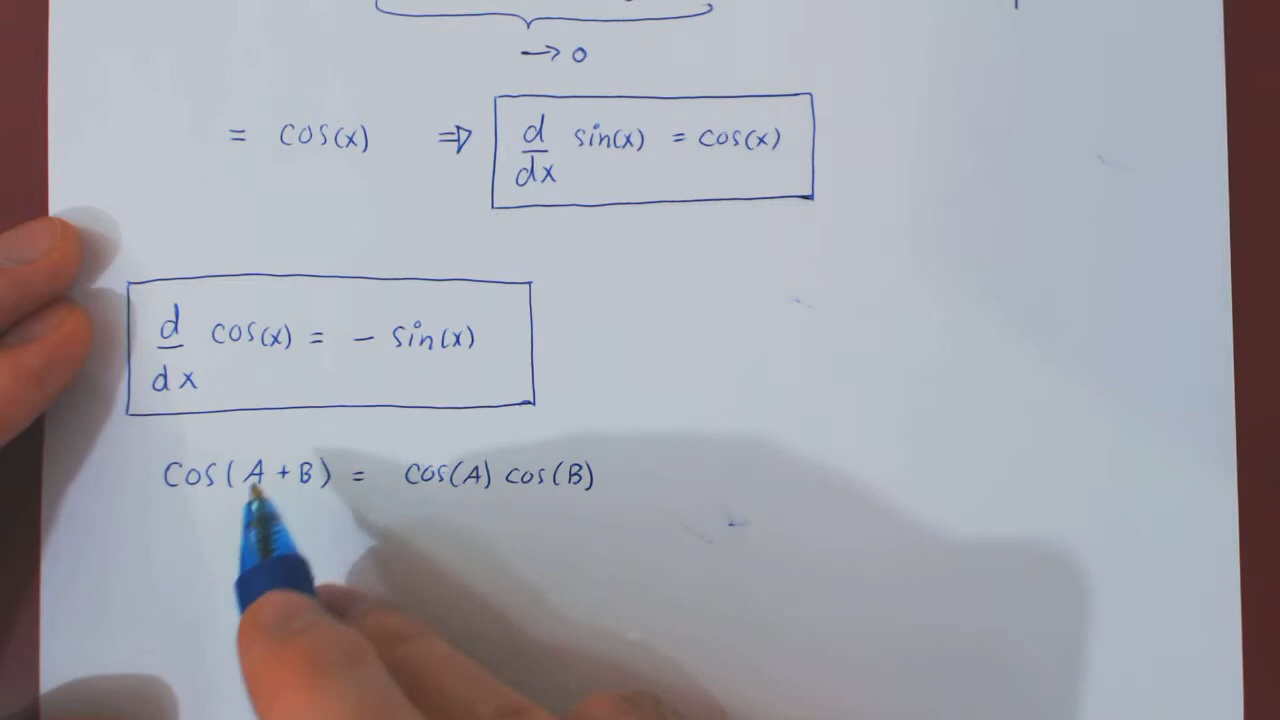 → 0
= cos(x) ⇒ d/dx sin(x) = cos(x)
d/dx cos(x) = - sin(x)
cos(A+B) = cos(A) cos(B)